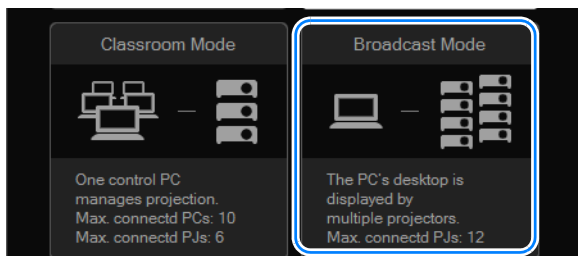 Classroom Mode
One control PC
manages projection.
Max. connectd PCs: 10
Max. connectd PJs: 6
Broadcast Mode
The PC's desktop is
displayed by
multiple projectors.
Max. connectd PJs: 12